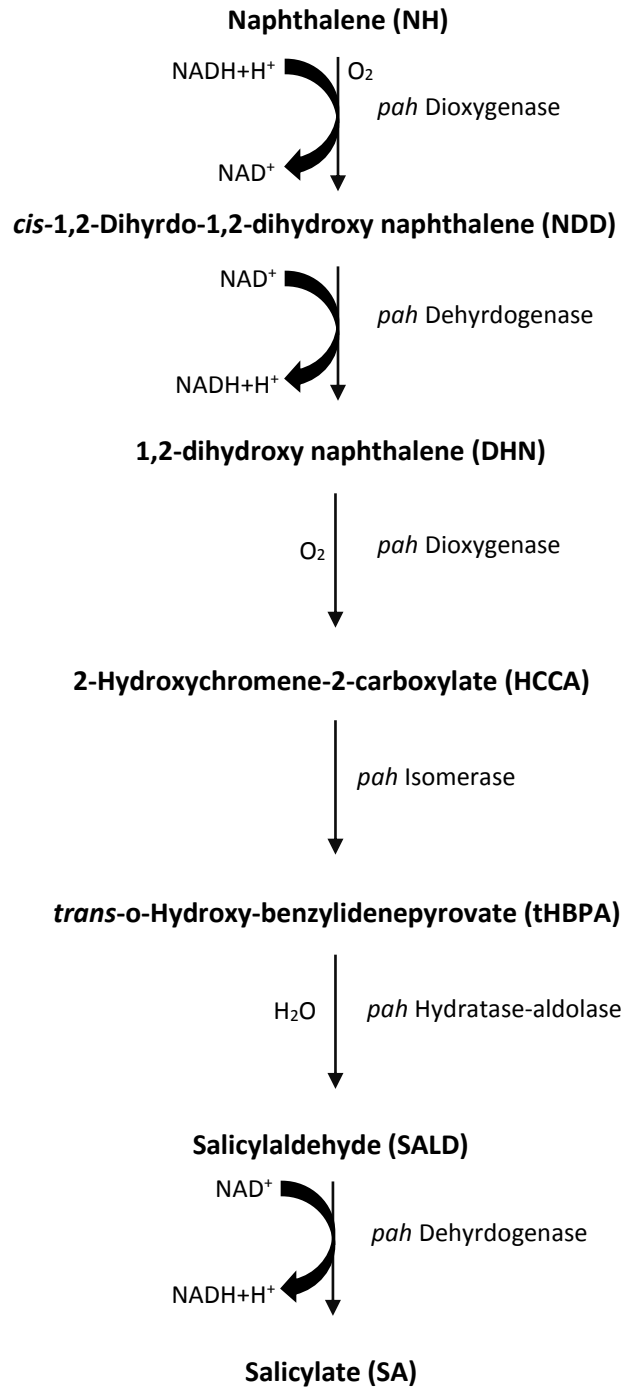 Naphthalene (NH)
NADH+H⁺ O₂
pah Dioxygenase
NAD⁺
cis-1,2-Dihyrdo-1,2-dihydroxy naphthalene (NDD)
NAD⁺
pah Dehyrdogenase
NADH+H⁺
1,2-dihydroxy naphthalene (DHN)
O₂ pah Dioxygenase
2-Hydroxychromene-2-carboxylate (HCCA)
pah Isomerase
trans-o-Hydroxy-benzylidenepyrovate (tHBPA)
H₂O pah Hydratase-aldolase
Salicylaldehyde (SALD)
NAD⁺
pah Dehyrdogenase
NADH+H⁺
Salicylate (SA)